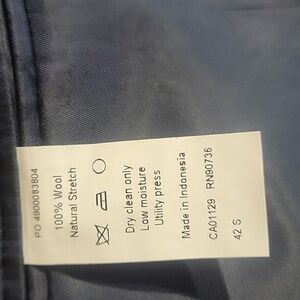 PO 4900083804
100% Wool
Natural Stretch
Dry clean only
Low moisture
Utility press
Made in Indonesia
CA01129 RN90736
42 S